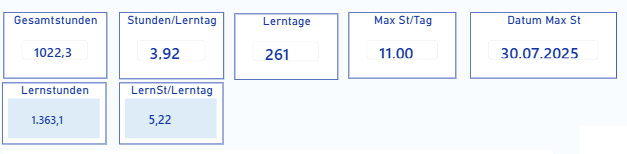 Gesamtstunden
1022,3
Stunden/Lerntag
3,92
Lerntage
261
Max St/Tag
11.00
Datum Max St
30.07.2025
Lernstunden
1.363,1
LernSt/Lerntag
5,22